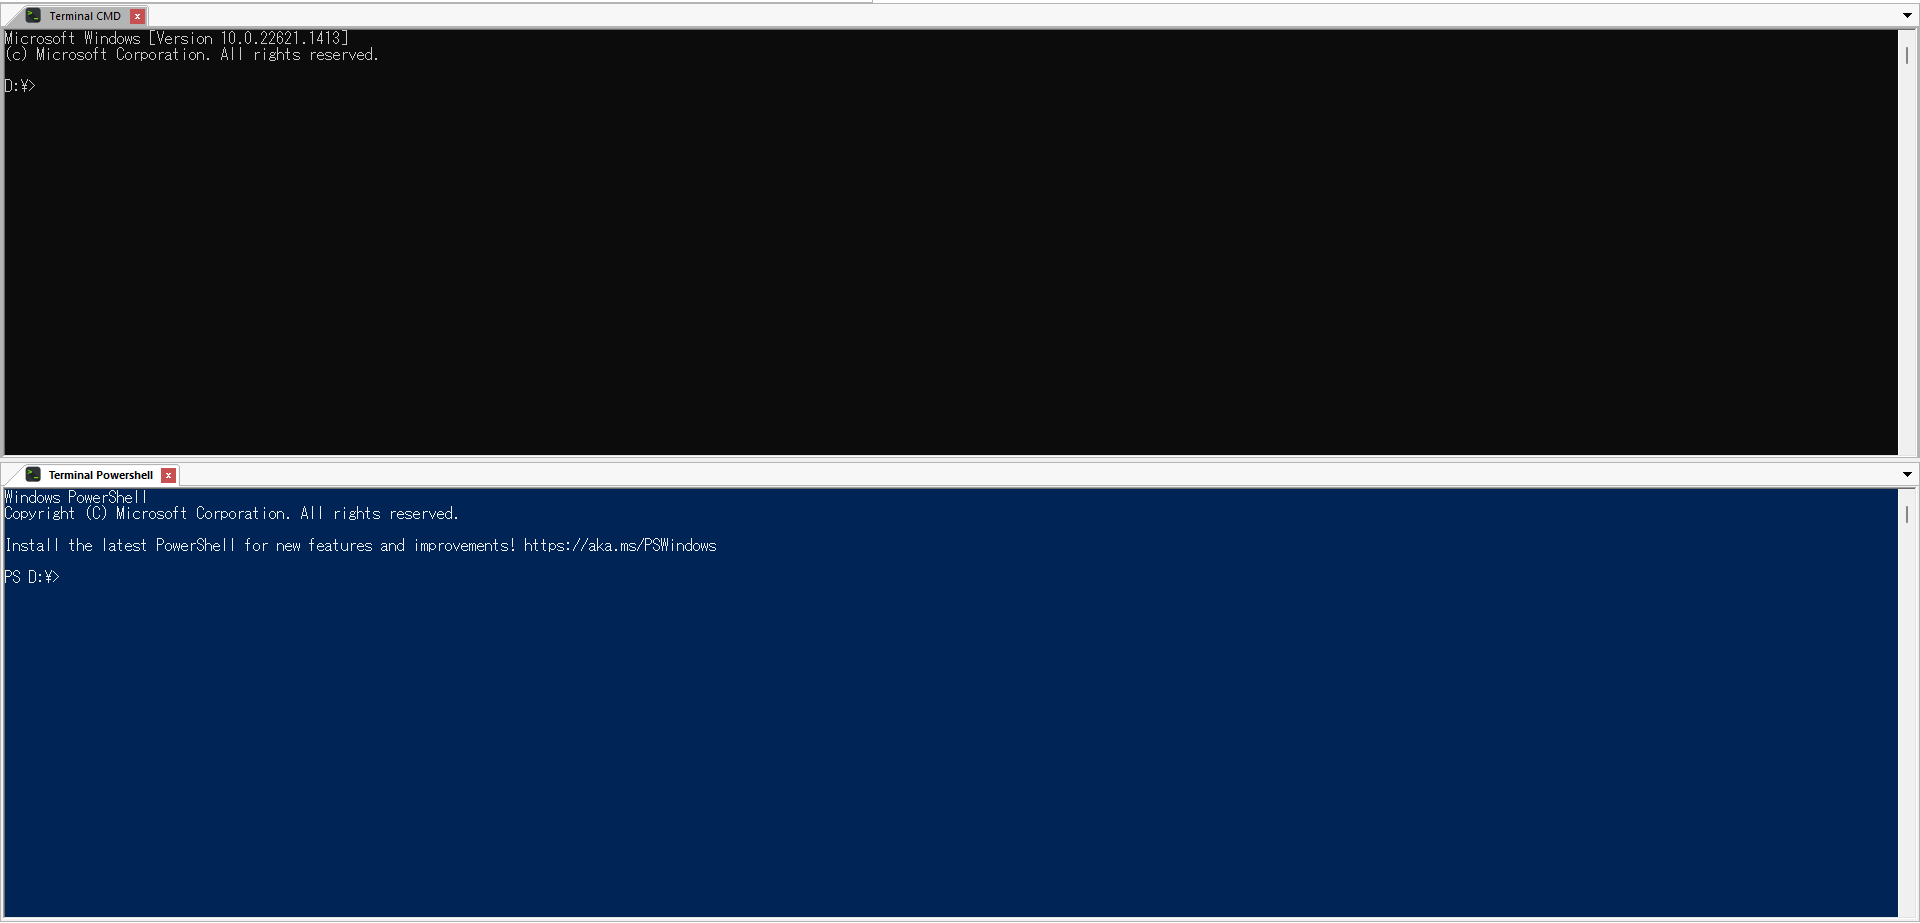 Terminal CMD
Microsoft Windows [Version 10.0.22621.1413]
(c) Microsoft Corporation. All rights reserved.
D:¥>
Terminal Powershell
Windows PowerShell
Copyright (C) Microsoft Corporation. All rights reserved.
Install the latest PowerShell for new features and improvements! https://aka.ms/PSWindows
PS D:¥>